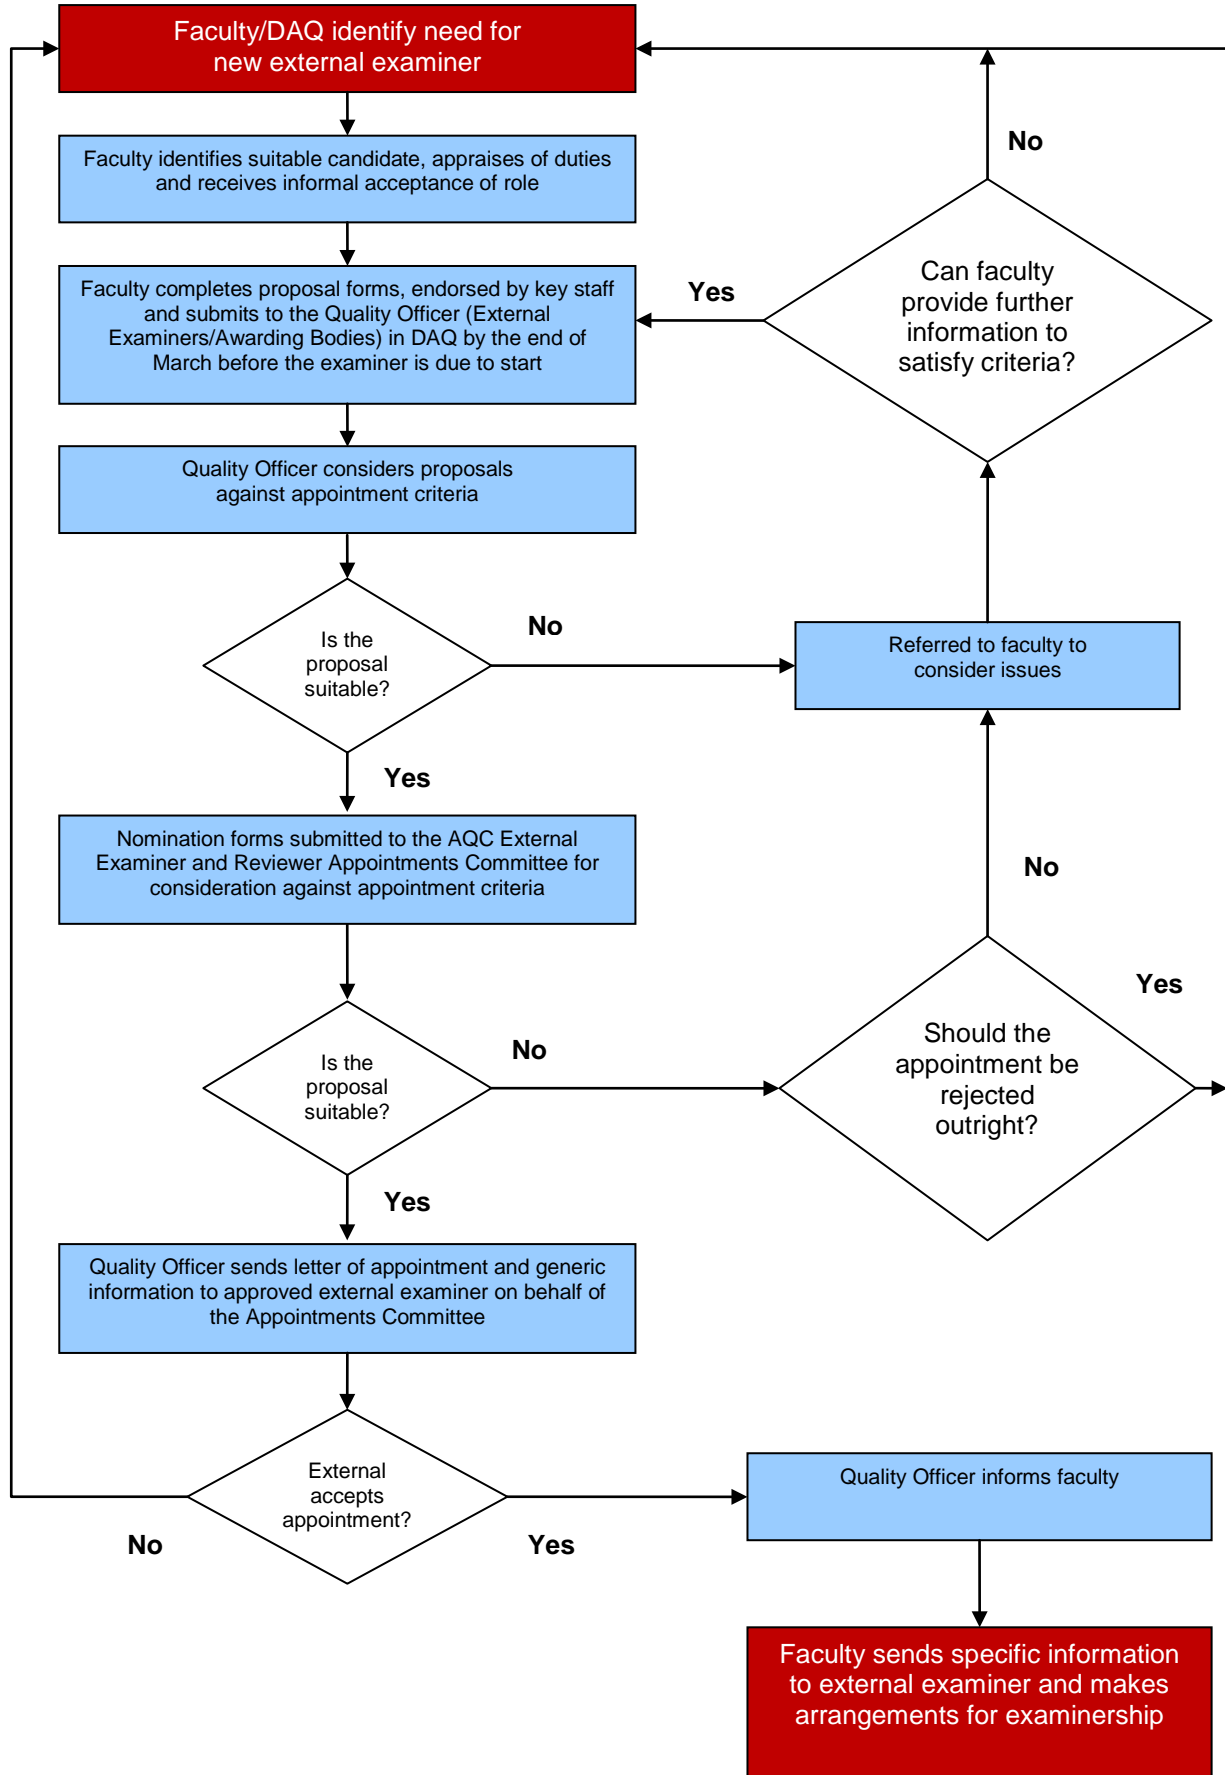 Faculty/DAQ identify need for
new external examiner
No
Faculty identifies suitable candidate, appraises of duties
and receives informal acceptance of role
Can faculty
provide further
information to
satisfy criteria?
Yes
Faculty completes proposal forms, endorsed by key staff
and submits to the Quality Officer (External
Examiners/Awarding Bodies) in DAQ by the end of
March before the examiner is due to start
Quality Officer considers proposals
against appointment criteria
Is the
proposal
suitable?
No
Referred to faculty to
consider issues
Yes
Nomination forms submitted to the AQC External
Examiner and Reviewer Appointments Committee for
consideration against appointment criteria
No
Yes
Is the
proposal
suitable?
No
Should the
appointment be
rejected
outright?
Yes
Quality Officer sends letter of appointment and generic
information to approved external examiner on behalf of
the Appointments Committee
External
accepts
appointment?
No
Yes
Quality Officer informs faculty
Faculty sends specific information
to external examiner and makes
arrangements for examinership